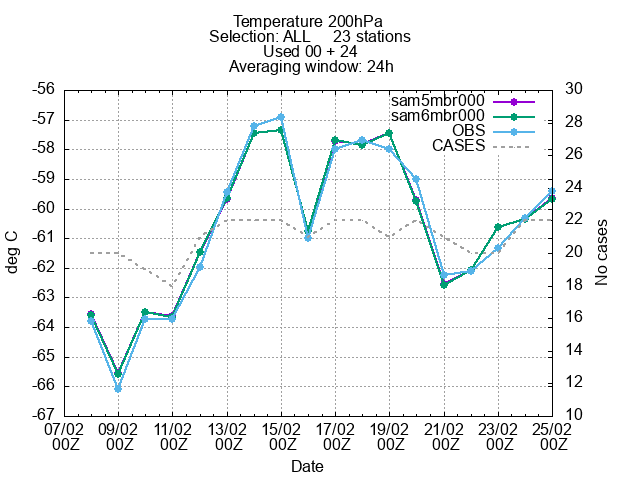 Temperature 200hPa
Selection: ALL 23 stations
Used 00 + 24
Averaging window: 24h
-56 30
sam5mbr000
sam6mbr000
OBS
CASES
-57 28
-58 26
-59 24
-60 22
-61 20
-62 18
-63 16
-64 14
-65 12
-66 10
-67
deg C
No cases
07/02 09/02 11/02 13/02 15/02 17/02 19/02 21/02 23/02 25/02
00Z 00Z 00Z 00Z 00Z 00Z 00Z 00Z 00Z 00Z
Date